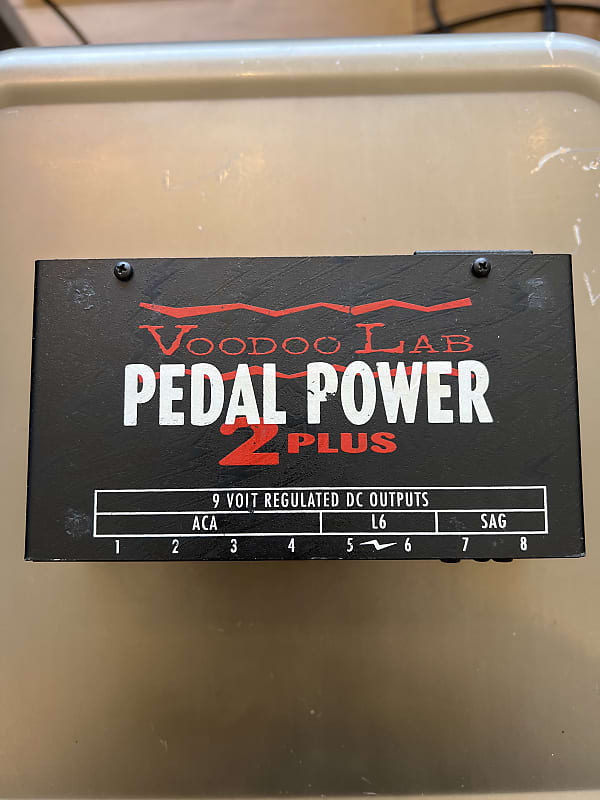 VOODOO LAB
PEDAL POWER
2 PLUS
9 VOLT REGULATED DC OUTPUTS
ACA L6 SAG
1 2 3 4 5 6 7 8